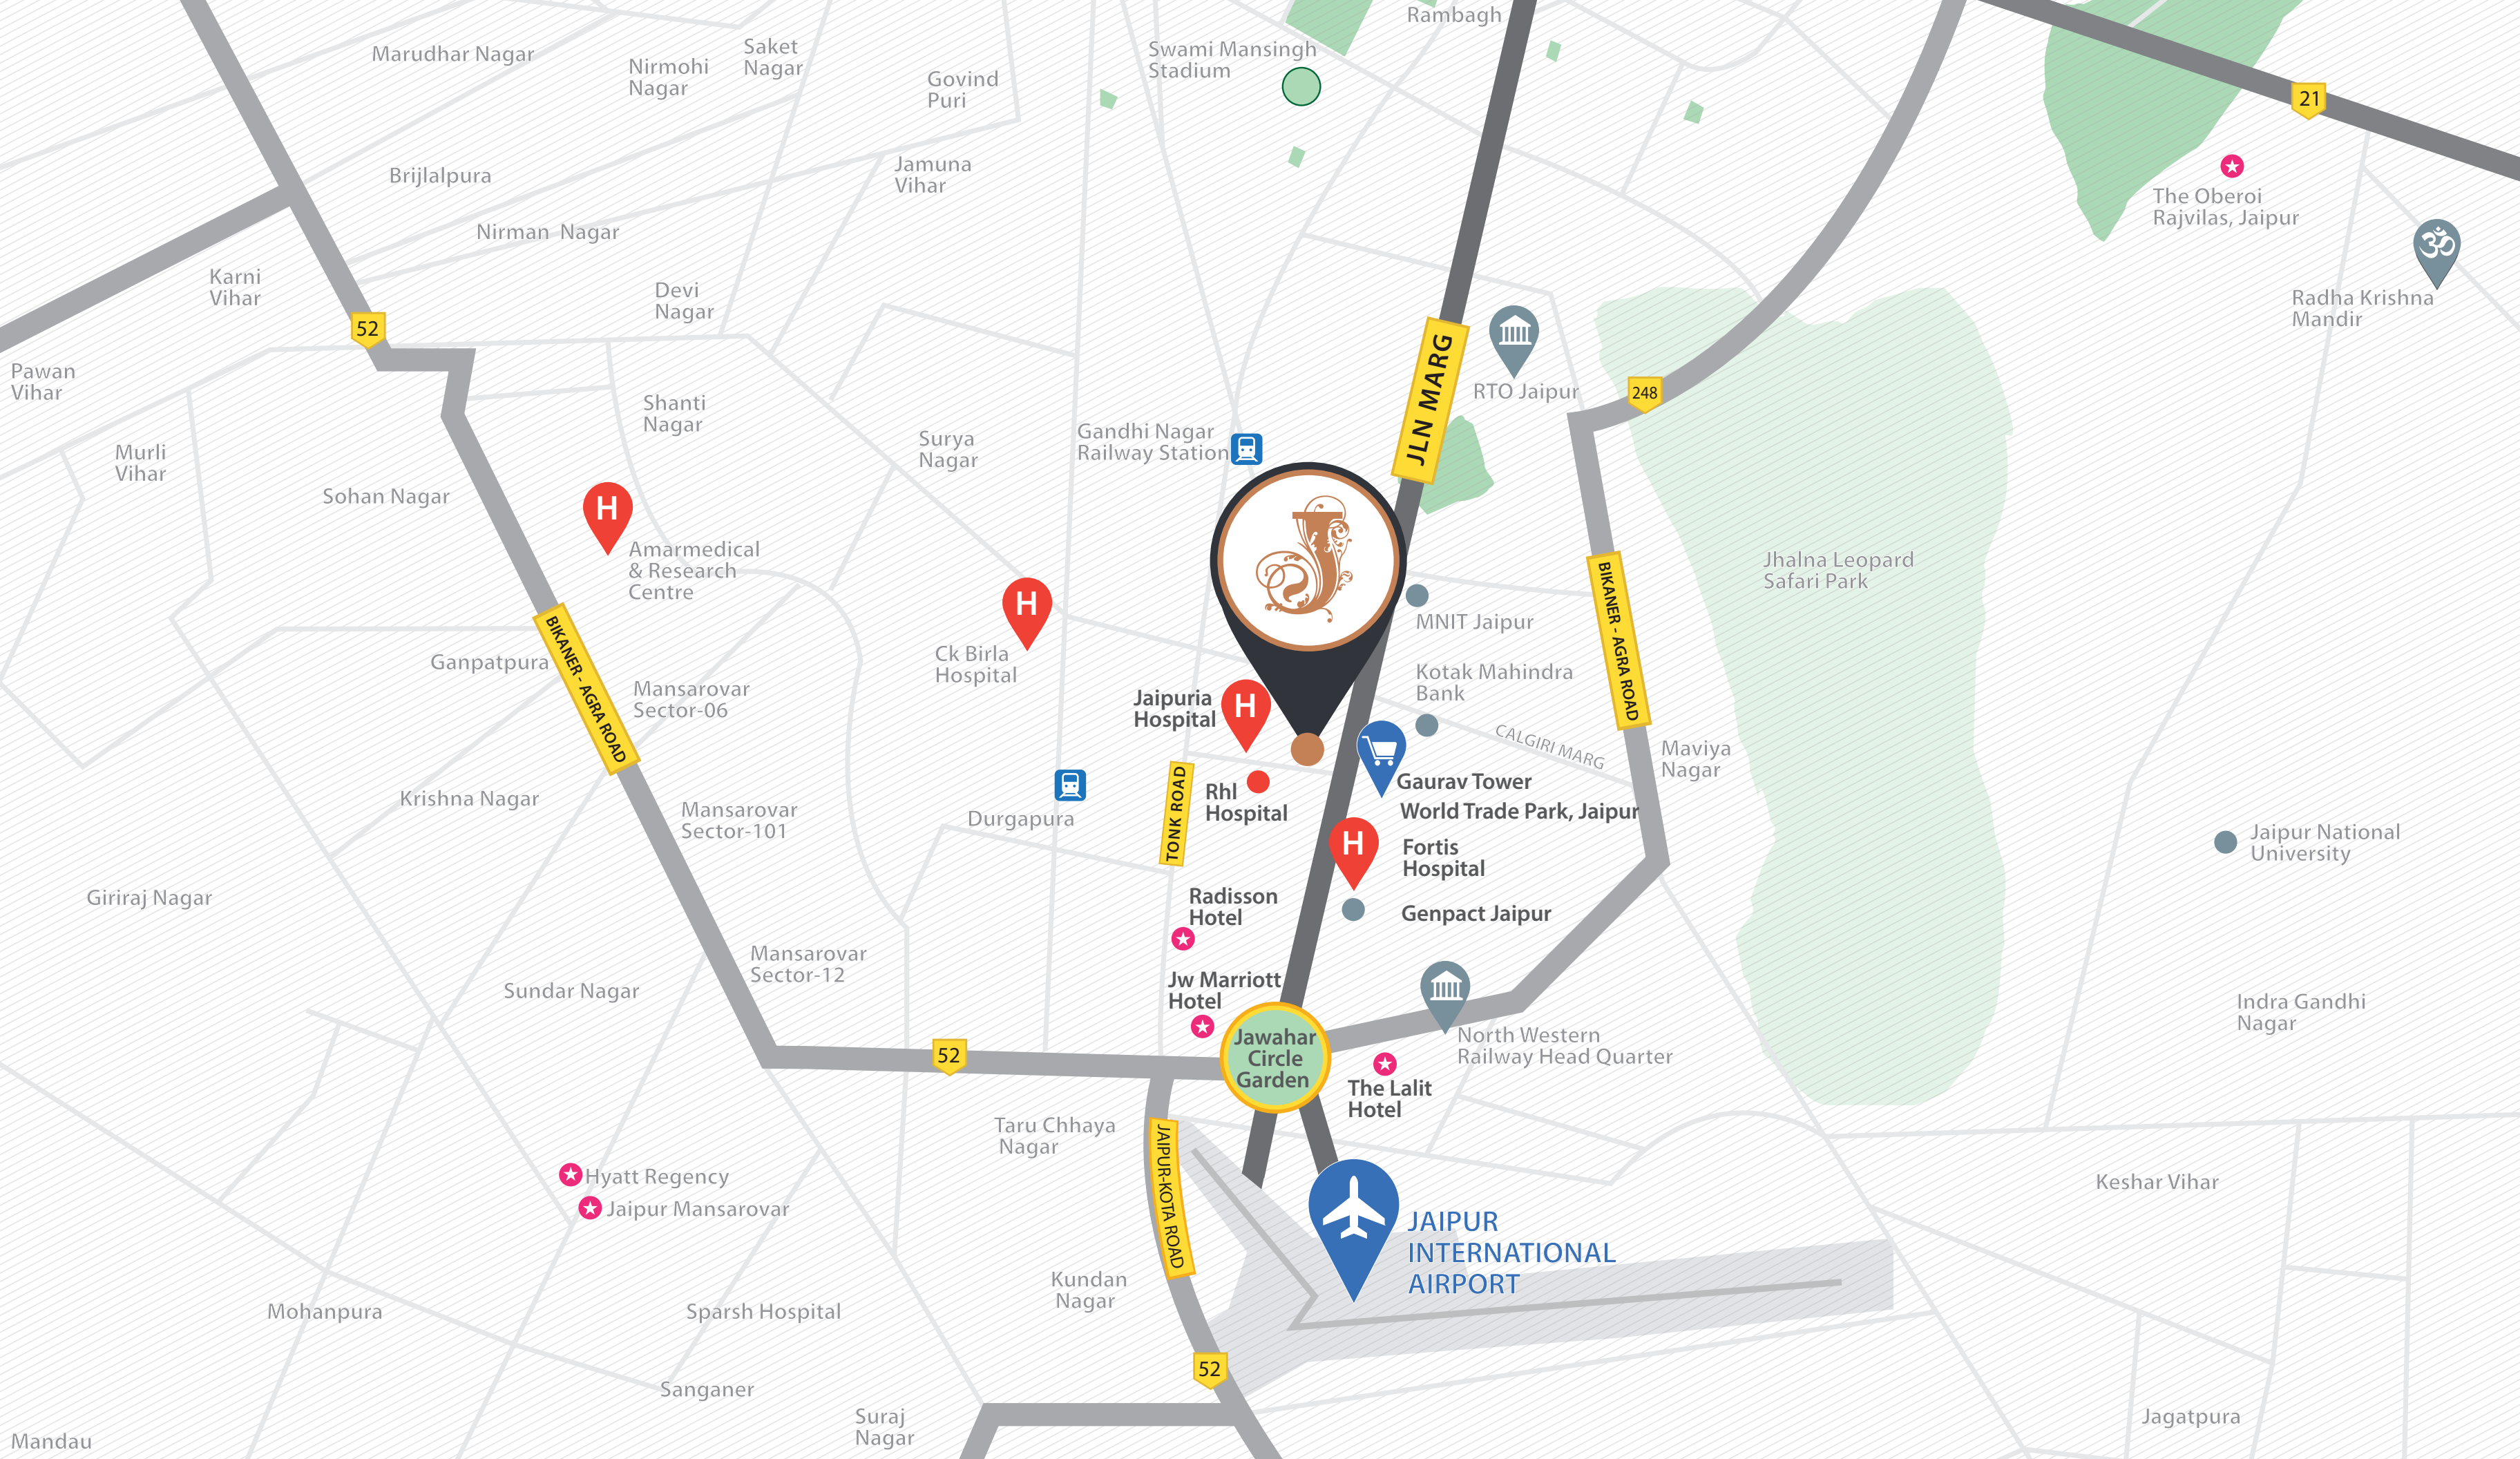 Rambagh
Marudhar Nagar
Nirmohi
Nagar
Saket
Nagar
Govind
Puri
Swami Mansingh
Stadium
21
Brijlalpura
Jamuna
Vihar
The Oberoi
Rajvilas, Jaipur
Nirman Nagar
Karni
Vihar
Devi
Nagar
ॐ
Radha Krishna
Mandir
52
Pawan
Vihar
Shanti
Nagar
JLN MARG
RTO Jaipur
248
Murli
Vihar
Surya
Nagar
Gandhi Nagar
Railway Station
Sohan Nagar
H
Amarmedical
& Research
Centre
J
Jhalna Leopard
Safari Park
H
Ck Birla
Hospital
MNIT Jaipur
BIKANER - AGRA ROAD
BIKANER - AGRA ROAD
Ganpatpura
Mansarovar
Sector-06
Kotak Mahindra
Bank
Jaipuria
Hospital
H
CALGIRI MARG
Maviya
Nagar
Krishna Nagar
Mansarovar
Sector-101
Durgapura
TONK ROAD
Rhl
Hospital
Gaurav Tower
World Trade Park, Jaipur
H
Fortis
Hospital
Jaipur National
University
Giriraj Nagar
Radisson
Hotel
Genpact Jaipur
Mansarovar
Sector-12
Sundar Nagar
Jw Marriott
Hotel
Indra Gandhi
Nagar
52
Jawahar
Circle
Garden
North Western
Railway Head Quarter
The Lalit
Hotel
Taru Chhaya
Nagar
JAIPUR-KOTA ROAD
Hyatt Regency
Jaipur Mansarovar
Keshar Vihar
JAIPUR
INTERNATIONAL
AIRPORT
Kundan
Nagar
Mohanpura
Sparsh Hospital
52
Sanganer
Suraj
Nagar
Jagatpura
Mandau